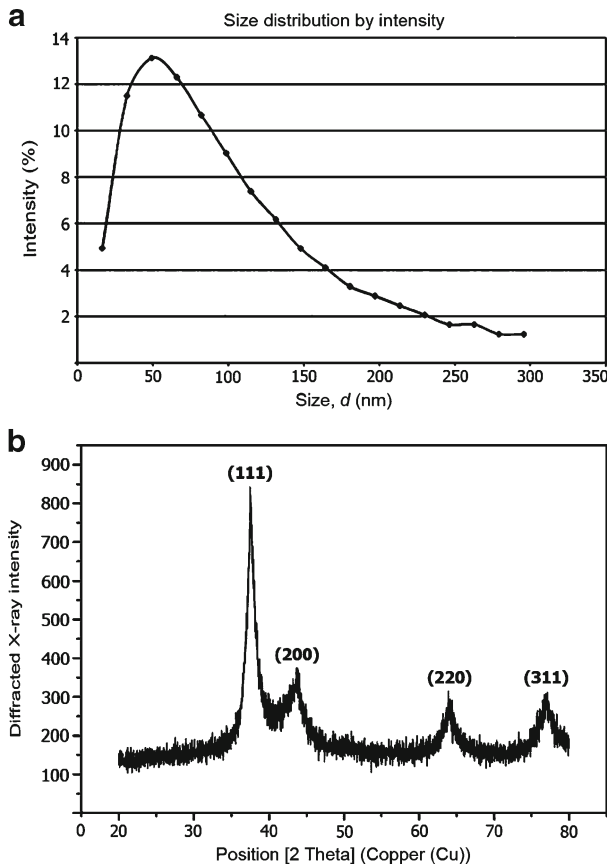 a
Size distribution by intensity
14
12
10
8
6
4
2
Intensity (%)
0 50 100 150 200 250 300 350
Size, d (nm)
b
900
800
700
600
500
400
300
200
100
Diffracted X-ray intensity
(111)
(200)
(220)
(311)
0 20 30 40 50 60 70 80
Position [2 Theta] (Copper (Cu))